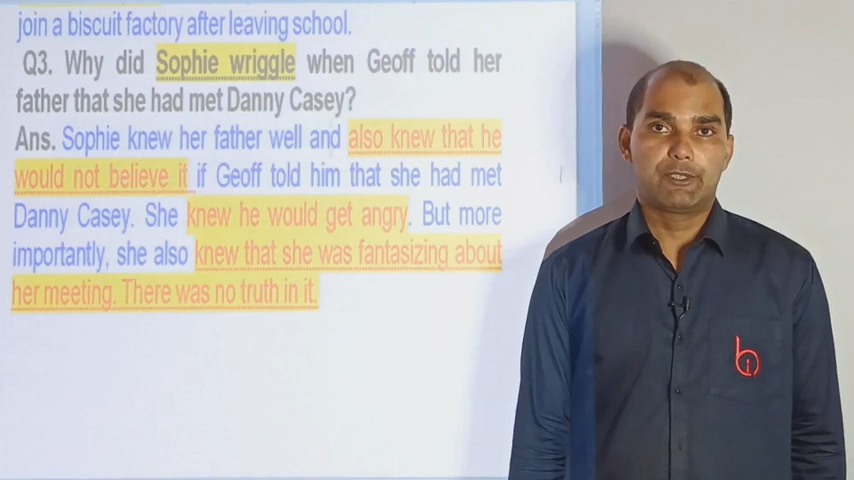 join a biscuit factory after leaving school.
Q3. Why did Sophie wriggle when Geoff told her
father that she had met Danny Casey?
Ans. Sophie knew her father well and also knew that he
would not believe it if Geoff told him that she had met
Danny Casey. She knew he would get angry. But more
importantly, she also knew that she was fantasizing about
her meeting. There was no truth in it.